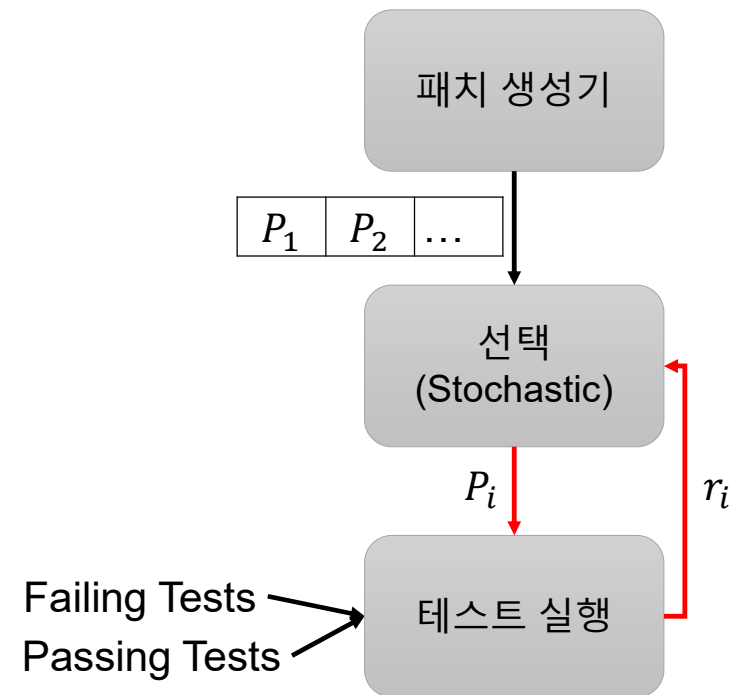 패치 생성기
P₁ P₂ ...
선택
(Stochastic)
Pᵢ
rᵢ
Failing Tests
테스트 실행
Passing Tests